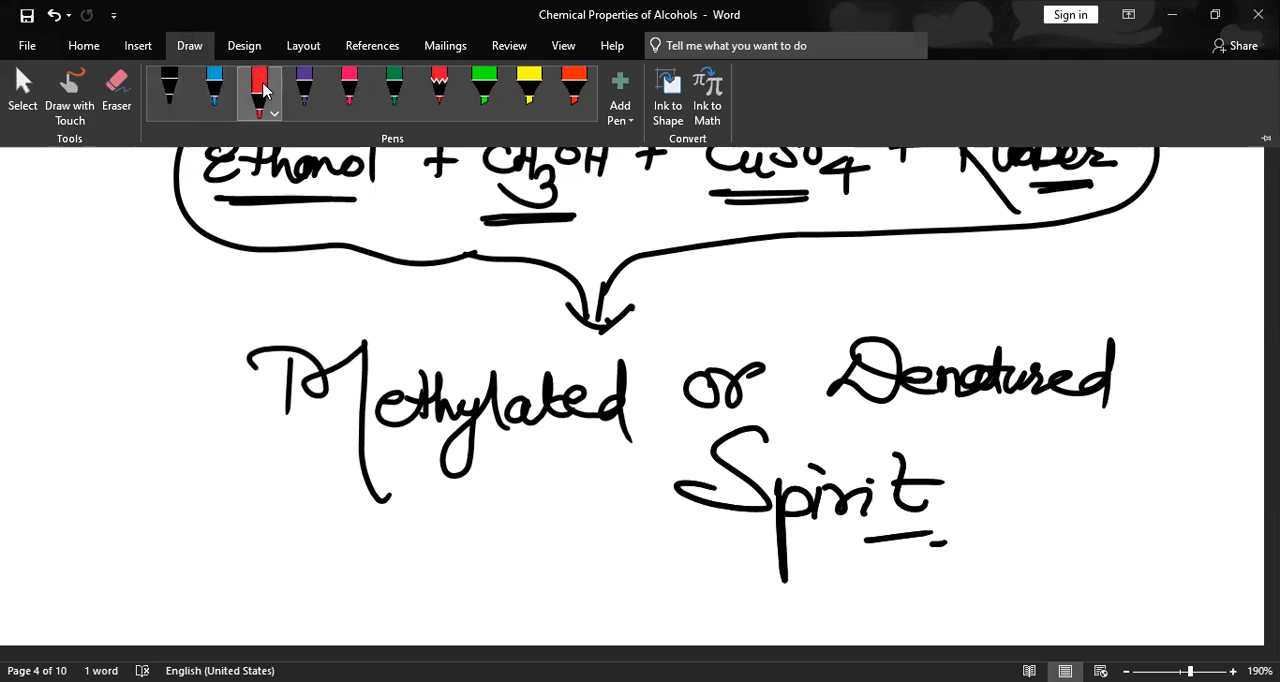 Chemical Properties of Alcohols - Word
Sign in
File Home Insert Draw Design Layout References Mailings Review View Help Tell me what you want to do Share
Select Draw with Touch Eraser Add Pen Ink to Shape Ink to Math
Tools Pens Convert
Ethanol + CH3OH + CuSO4 +
Methylated or Denatured
Spirit
Page 4 of 10 1 word English (United States) 190%